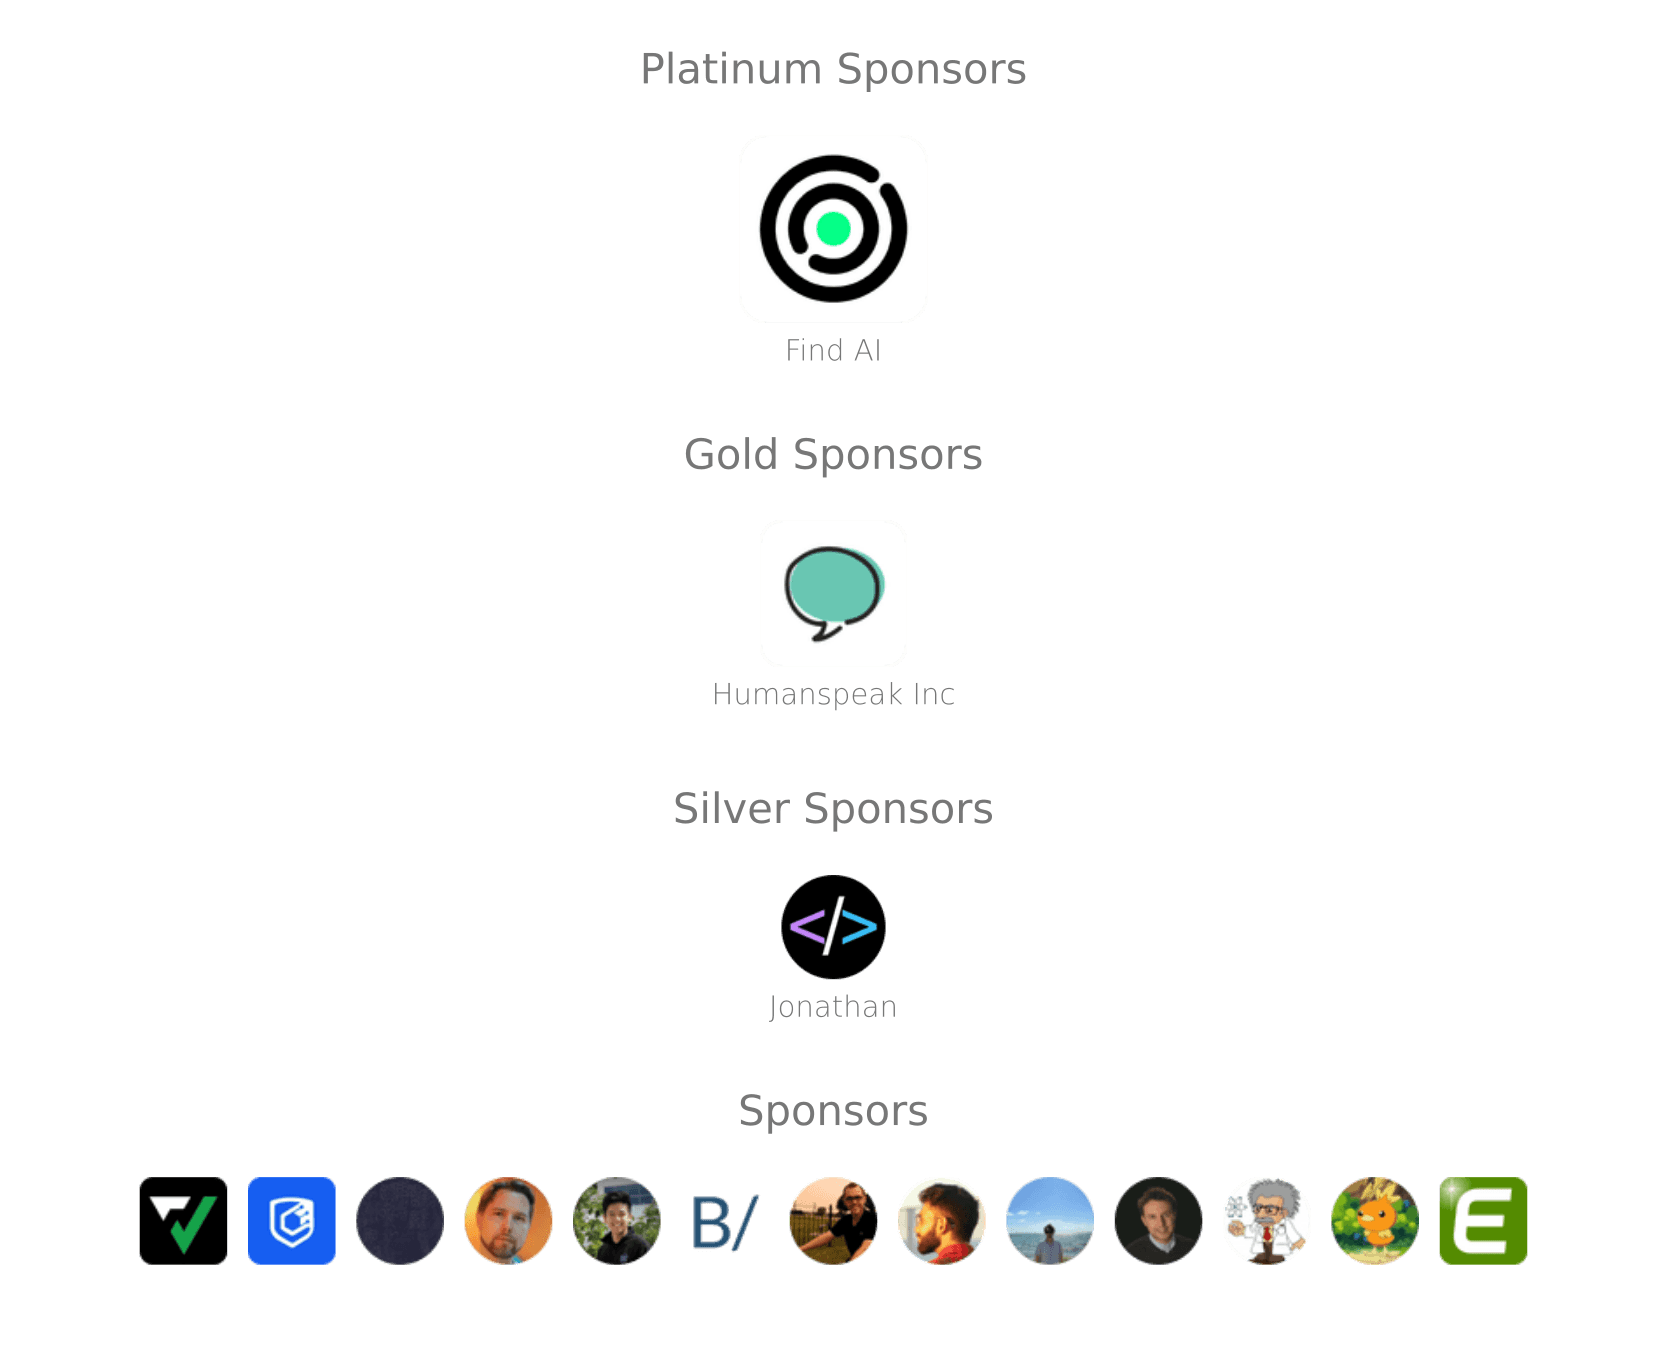 Platinum Sponsors
Find AI
Gold Sponsors
Humanspeak Inc
Silver Sponsors
</>
Jonathan
Sponsors
B/
E